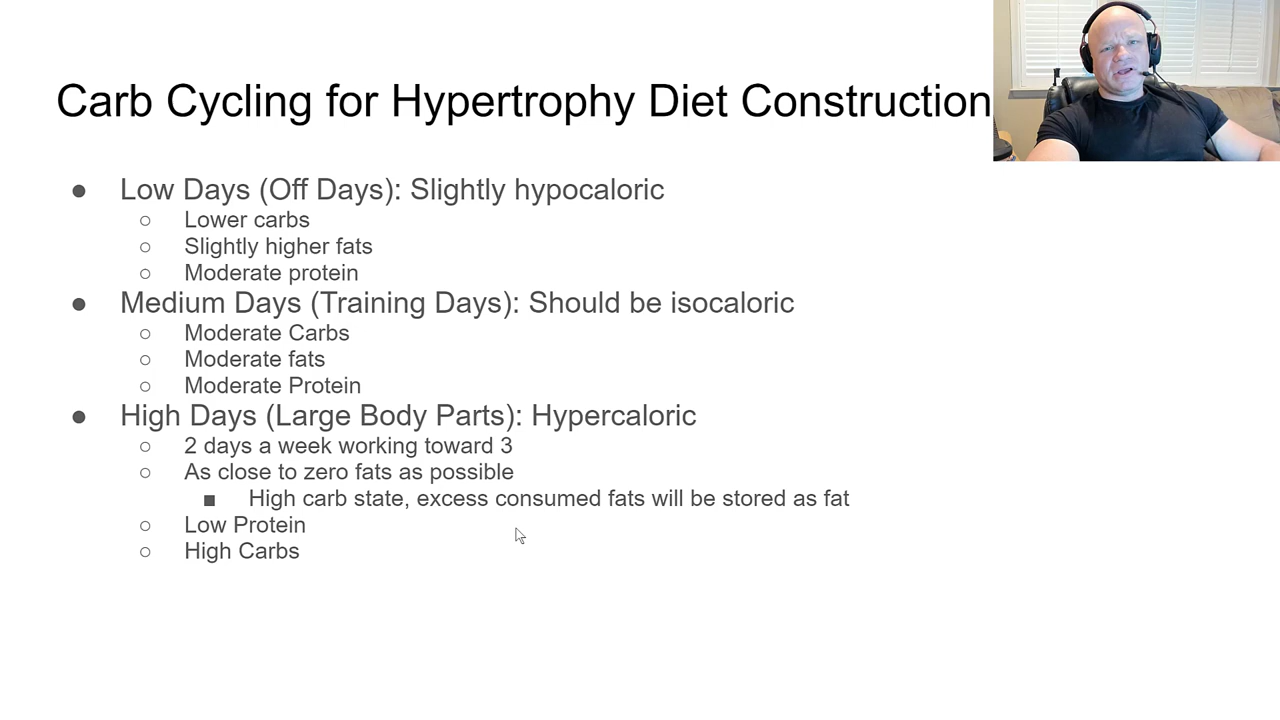 Carb Cycling for Hypertrophy Diet Construction
● Low Days (Off Days): Slightly hypocaloric
○ Lower carbs
○ Slightly higher fats
○ Moderate protein
● Medium Days (Training Days): Should be isocaloric
○ Moderate Carbs
○ Moderate fats
○ Moderate Protein
● High Days (Large Body Parts): Hypercaloric
○ 2 days a week working toward 3
○ As close to zero fats as possible
■ High carb state, excess consumed fats will be stored as fat
○ Low Protein
○ High Carbs